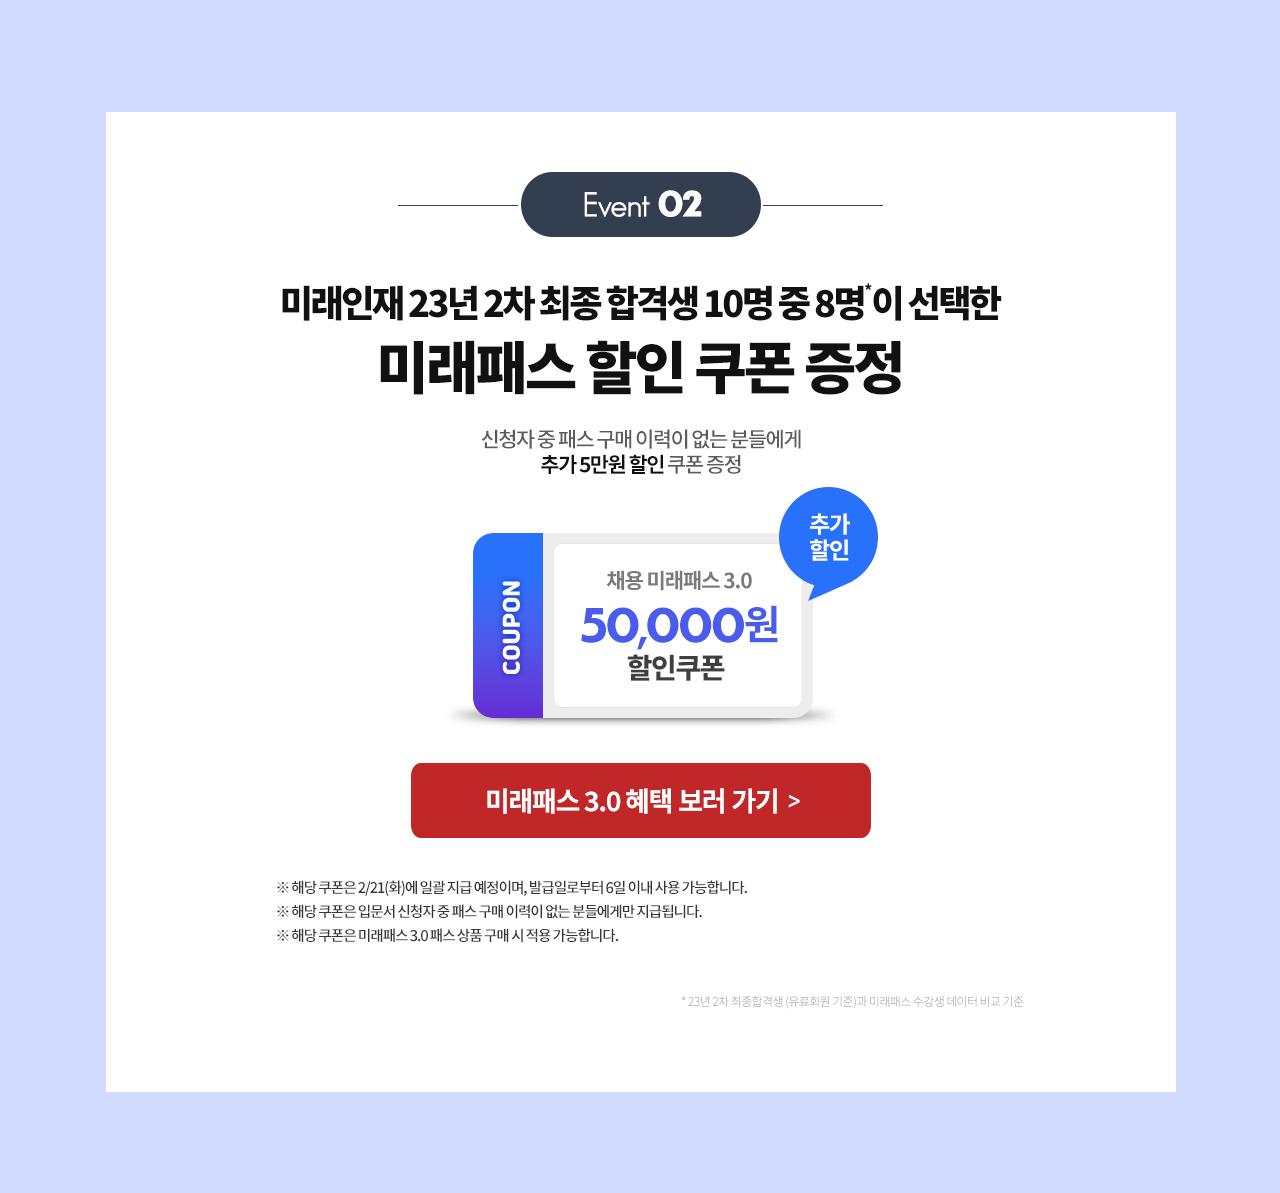 Event 02
미래인재 23년 2차 최종 합격생 10명 중 8명*이 선택한
미래패스 할인 쿠폰 증정
신청자 중 패스 구매 이력이 없는 분들에게
추가 5만원 할인 쿠폰 증정
추가
할인
COUPON
채용 미래패스 3.0
50,000원
할인쿠폰
미래패스 3.0 혜택 보러 가기 >
※ 해당 쿠폰은 2/21(화)에 일괄 지급 예정이며, 발급일로부터 6일 이내 사용 가능합니다.
※ 해당 쿠폰은 입문서 신청자 중 패스 구매 이력이 없는 분들에게만 지급됩니다.
※ 해당 쿠폰은 미래패스 3.0 패스 상품 구매 시 적용 가능합니다.
* 23년 2차 최종합격생 (유료회원 기준)과 미래패스 수강생 데이터 비교 기준